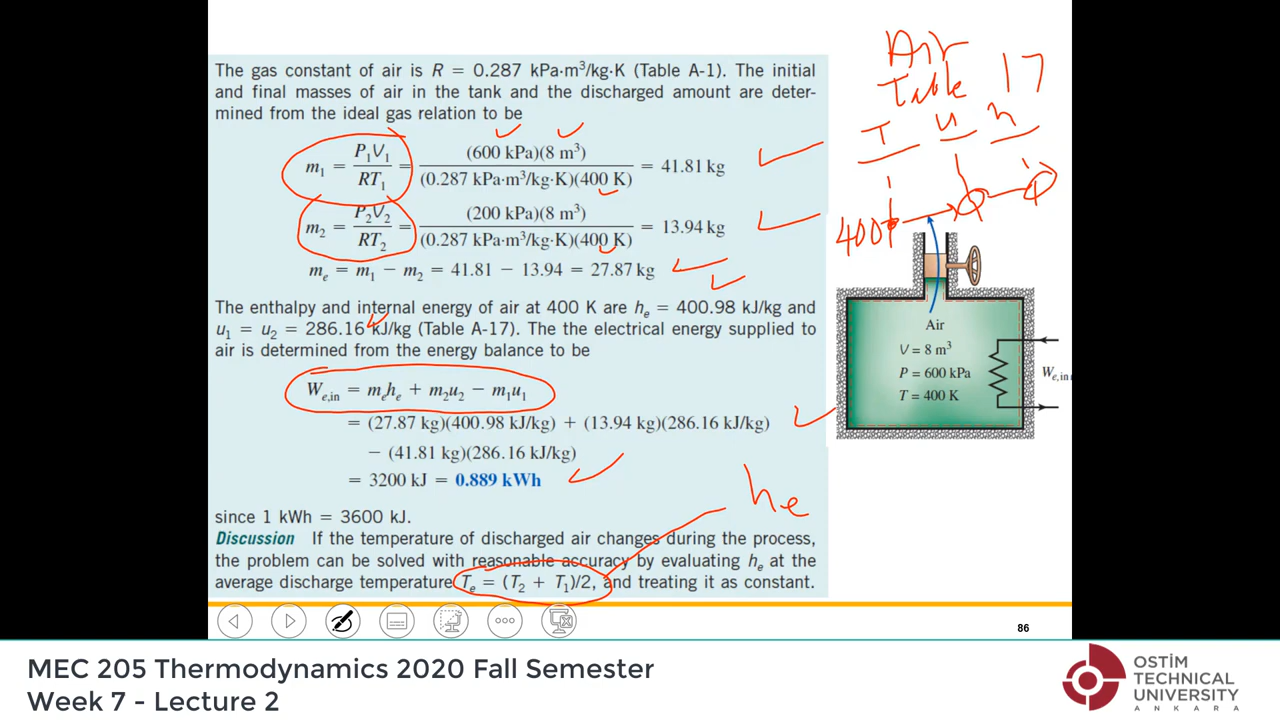 The gas constant of air is R = 0.287 kPa·m³/kg·K (Table A-1). The initial
and final masses of air in the tank and the discharged amount are deter-
mined from the ideal gas relation to be
m₁ = P₁V₁/RT₁ = (600 kPa)(8 m³)/(0.287 kPa·m³/kg·K)(400 K) = 41.81 kg
m₂ = P₂V₂/RT₂ = (200 kPa)(8 m³)/(0.287 kPa·m³/kg·K)(400 K) = 13.94 kg
mₑ = m₁ − m₂ = 41.81 − 13.94 = 27.87 kg
The enthalpy and internal energy of air at 400 K are hₑ = 400.98 kJ/kg and
u₁ = u₂ = 286.16 kJ/kg (Table A-17). The the electrical energy supplied to
air is determined from the energy balance to be
Wₑ,in = mₑhₑ + m₂u₂ − m₁u₁
= (27.87 kg)(400.98 kJ/kg) + (13.94 kg)(286.16 kJ/kg)
− (41.81 kg)(286.16 kJ/kg)
= 3200 kJ = 0.889 kWh
since 1 kWh = 3600 kJ.
Discussion If the temperature of discharged air changes during the process,
the problem can be solved with reasonable accuracy by evaluating hₑ at the
average discharge temperature Tₑ = (T₂ + T₁)/2, and treating it as constant.
hₑ
Air
Table 17
T u h
400
Air
V = 8 m³
P = 600 kPa
T = 400 K
Wₑ,in
86
MEC 205 Thermodynamics 2020 Fall Semester
Week 7 - Lecture 2
OSTİM
TECHNICAL
UNIVERSITY
ANKARA